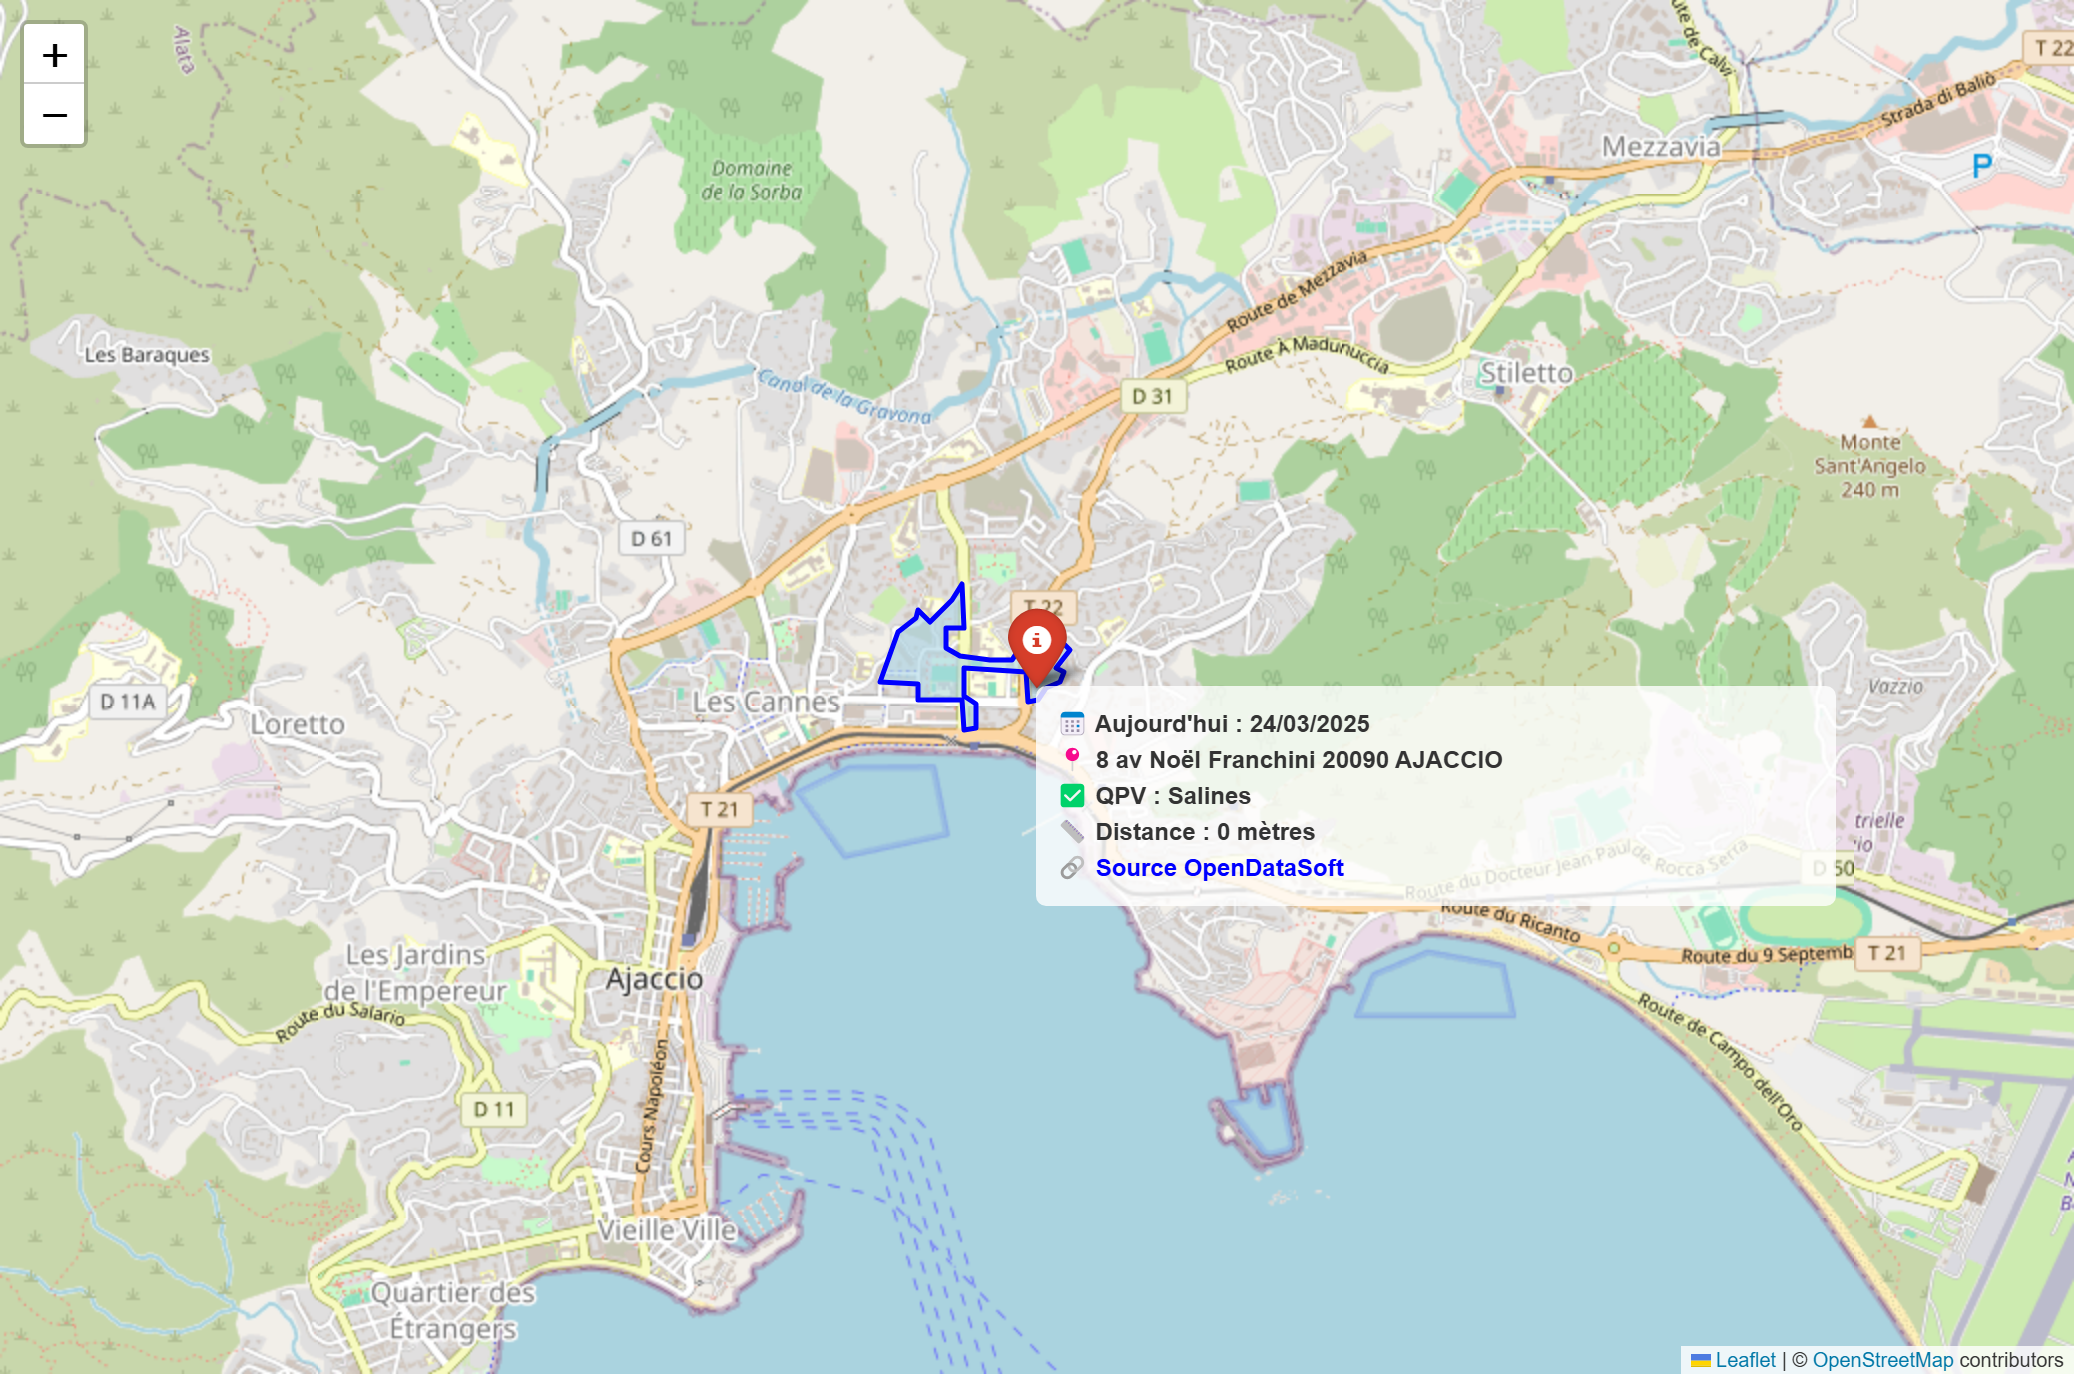 +
−
Alata
Domaine
de la Sorba
Route de Calvi
T 22
Strada di Baliò
Mezzavia
P
Route de Mezzavia
Les Baraques
Canal de la Gravona
Route À Madunuccia
D 31
Stiletto
Monte
Sant'Angelo
240 m
D 61
T 22
D 11A
Loretto
Les Cannes
Vazzio
Aujourd'hui : 24/03/2025
8 av Noël Franchini 20090 AJACCIO
QPV : Salines
Distance : 0 mètres
Source OpenDataSoft
T 21
trielle
Route du Docteur Jean Paul de Rocca Serra
D 50
Route du Ricanto
Route du 9 Septemb
T 21
Les Jardins
de l'Empereur
Ajaccio
Route du Salario
Route de Campo dell'Oro
Cours Napoléon
D 11
Vieille Ville
Quartier des
Étrangers
Leaflet | © OpenStreetMap contributors